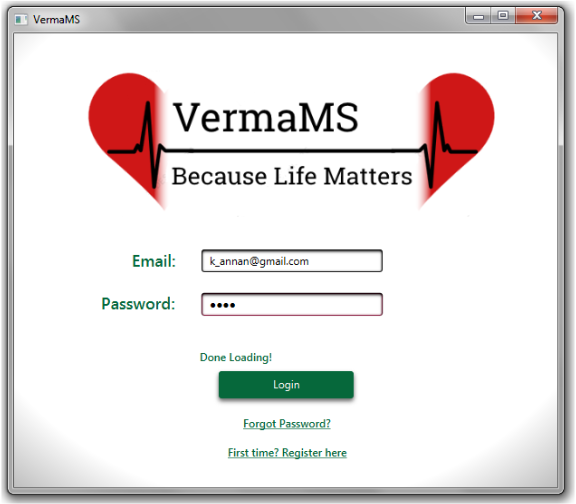 VermaMS
VermaMS
Because Life Matters
Email:
k_annan@gmail.com
Password:
●●●●
Done Loading!
Login
Forgot Password?
First time? Register here